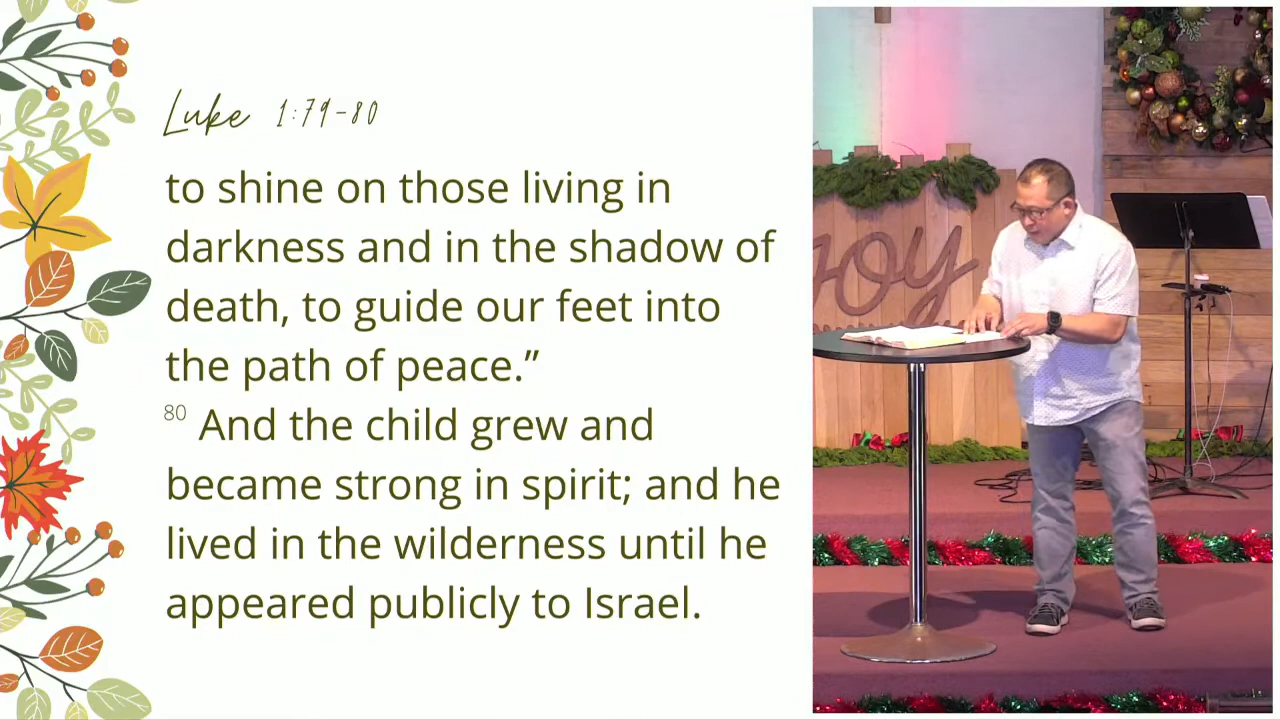 Luke 1:79-80
to shine on those living in
darkness and in the shadow of
death, to guide our feet into
the path of peace.”
80 And the child grew and
became strong in spirit; and he
lived in the wilderness until he
appeared publicly to Israel.
joy